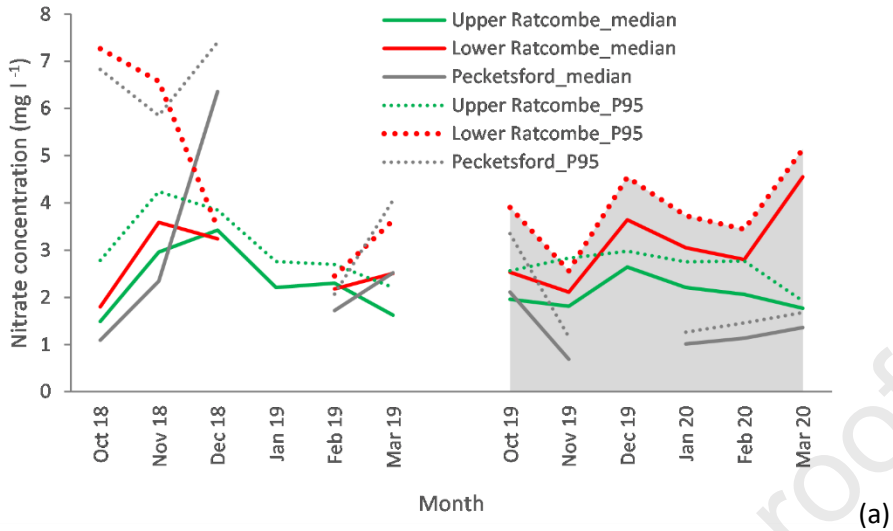 Nitrate concentration (mg l⁻¹)
8
7
6
5
4
3
2
1
0
Upper Ratcombe_median
Lower Ratcombe_median
Pecketsford_median
Upper Ratcombe_P95
Lower Ratcombe_P95
Pecketsford_P95
Oct 18
Nov 18
Dec 18
Jan 19
Feb 19
Mar 19
Oct 19
Nov 19
Dec 19
Jan 20
Feb 20
Mar 20
Month
(a)
roof